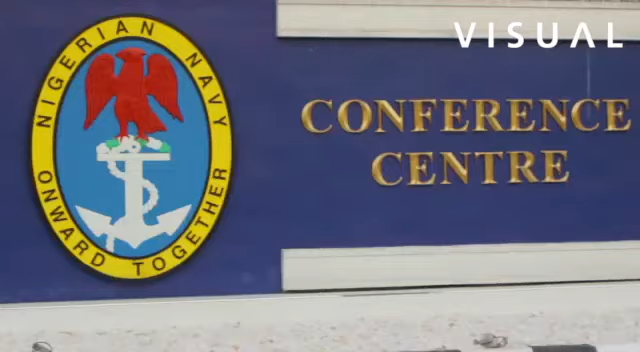 VISUAL
NIGERIAN NAVY
ONWARD TOGETHER
CONFERENCE
CENTRE